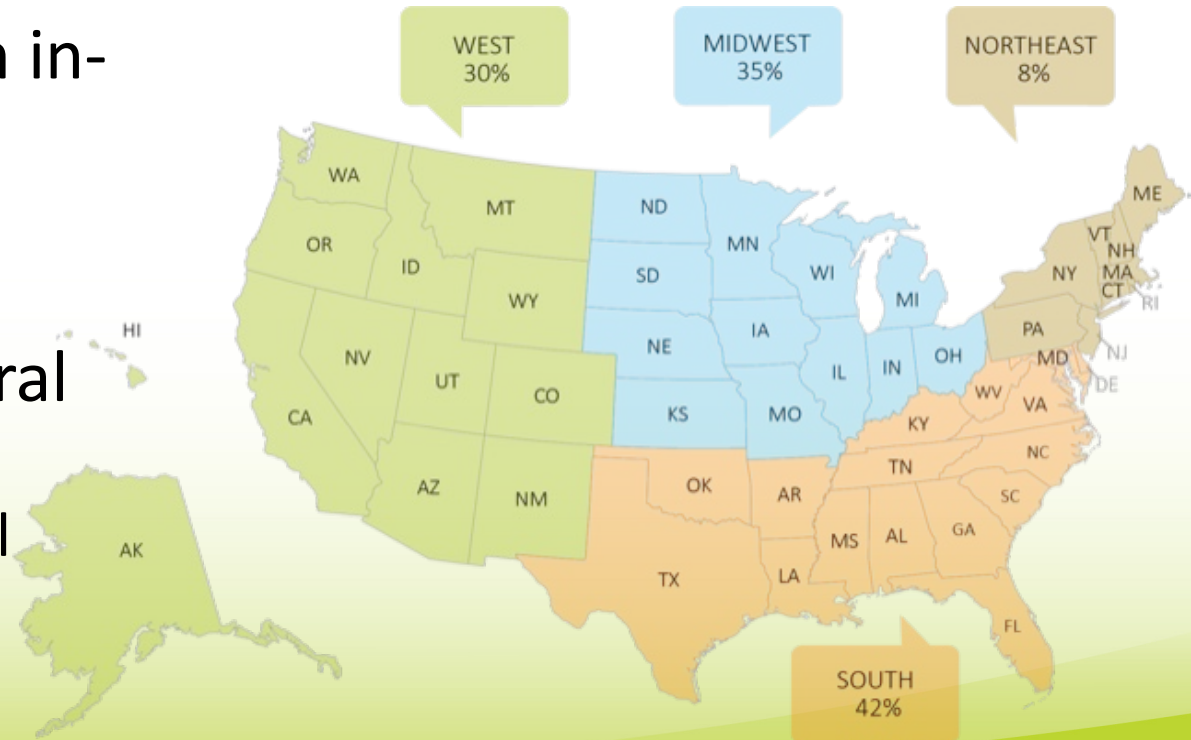 n in-
ral
l
WEST
30%
MIDWEST
35%
NORTHEAST
8%
WA
MT
ND
MN
ME
VT
NH
OR
ID
SD
WI
NY
MA
CT
RI
WY
MI
HI
NV
NE
IA
PA
NJ
UT
CO
IL
IN
OH
MD
DE
CA
KS
MO
WV
VA
KY
NC
AZ
NM
OK
AR
TN
SC
AK
TX
LA
MS
AL
GA
FL
SOUTH
42%